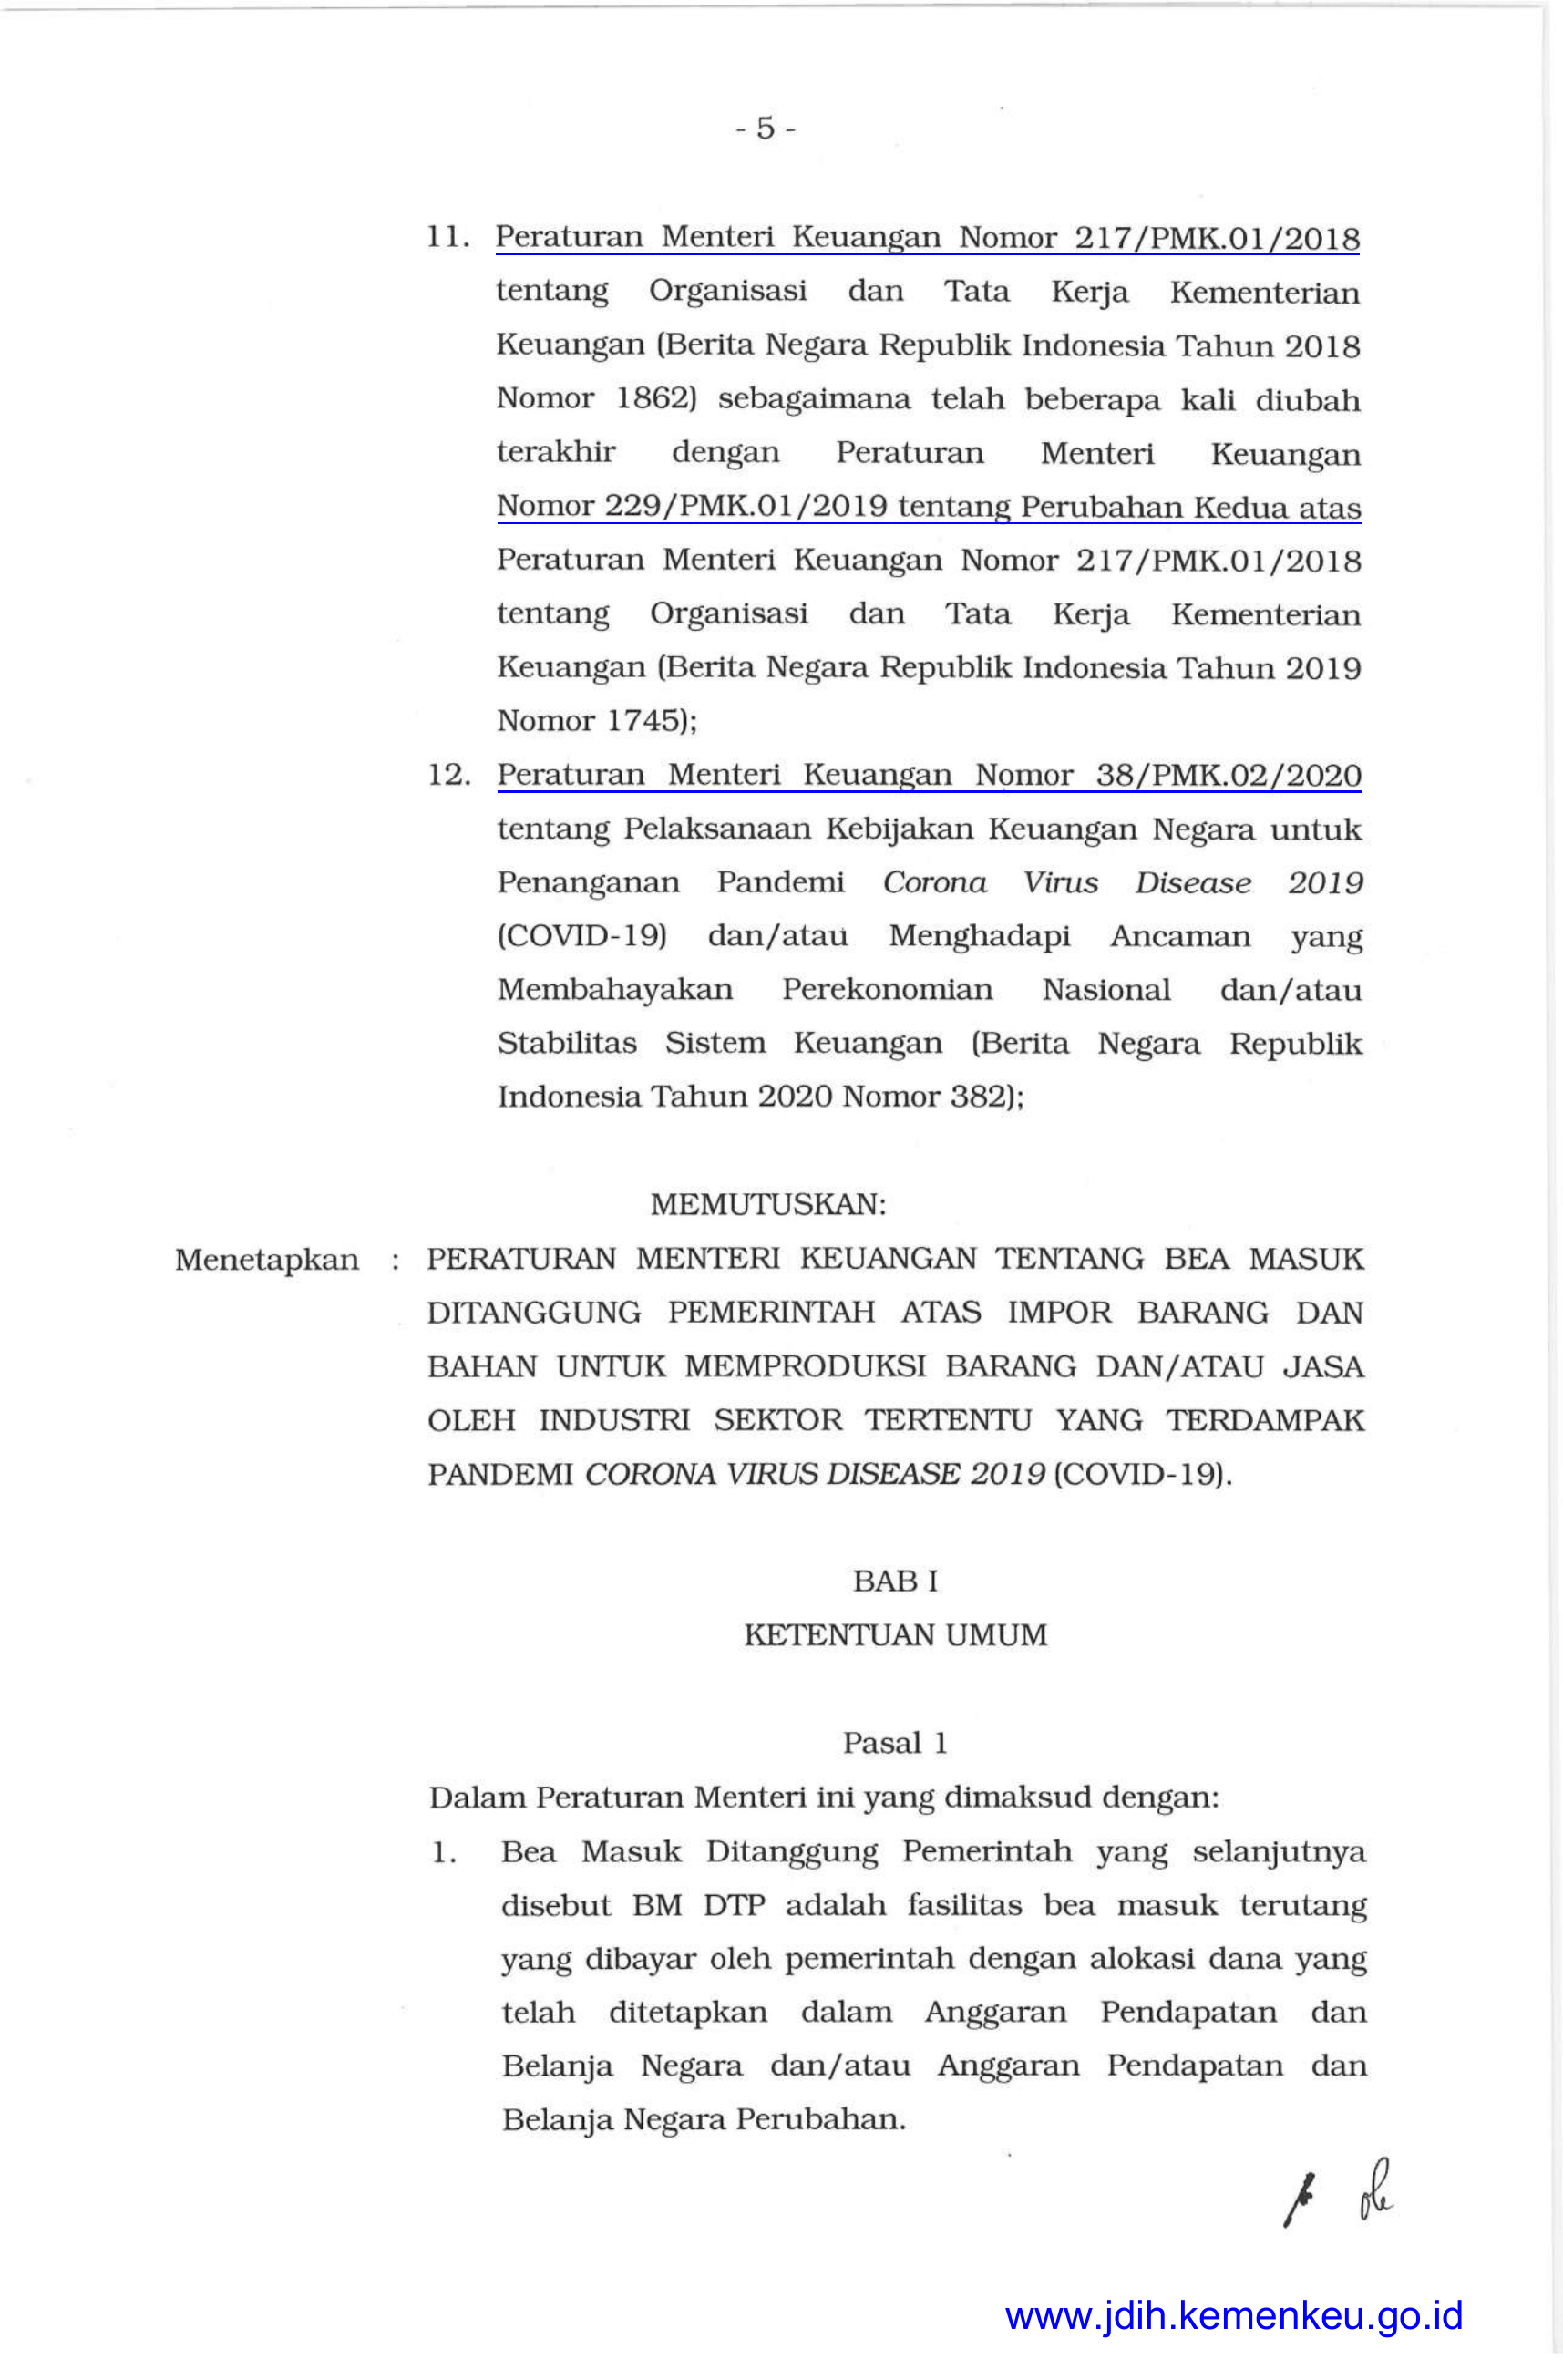 - 5 -
11. Peraturan Menteri Keuangan Nomor 217/PMK.01/2018
tentang Organisasi dan Tata Kerja Kementerian
Keuangan (Berita Negara Republik Indonesia Tahun 2018
Nomor 1862) sebagaimana telah beberapa kali diubah
terakhir dengan Peraturan Menteri Keuangan
Nomor 229/PMK.01/2019 tentang Perubahan Kedua atas
Peraturan Menteri Keuangan Nomor 217/PMK.01/2018
tentang Organisasi dan Tata Kerja Kementerian
Keuangan (Berita Negara Republik Indonesia Tahun 2019
Nomor 1745);
12. Peraturan Menteri Keuangan Nomor 38/PMK.02/2020
tentang Pelaksanaan Kebijakan Keuangan Negara untuk
Penanganan Pandemi Corona Virus Disease 2019
(COVID-19) dan/atau Menghadapi Ancaman yang
Membahayakan Perekonomian Nasional dan/atau
Stabilitas Sistem Keuangan (Berita Negara Republik
Indonesia Tahun 2020 Nomor 382);
MEMUTUSKAN:
Menetapkan : PERATURAN MENTERI KEUANGAN TENTANG BEA MASUK
DITANGGUNG PEMERINTAH ATAS IMPOR BARANG DAN
BAHAN UNTUK MEMPRODUKSI BARANG DAN/ATAU JASA
OLEH INDUSTRI SEKTOR TERTENTU YANG TERDAMPAK
PANDEMI CORONA VIRUS DISEASE 2019 (COVID-19).
BAB I
KETENTUAN UMUM
Pasal 1
Dalam Peraturan Menteri ini yang dimaksud dengan:
1. Bea Masuk Ditanggung Pemerintah yang selanjutnya
disebut BM DTP adalah fasilitas bea masuk terutang
yang dibayar oleh pemerintah dengan alokasi dana yang
telah ditetapkan dalam Anggaran Pendapatan dan
Belanja Negara dan/atau Anggaran Pendapatan dan
Belanja Negara Perubahan.
www.jdih.kemenkeu.go.id